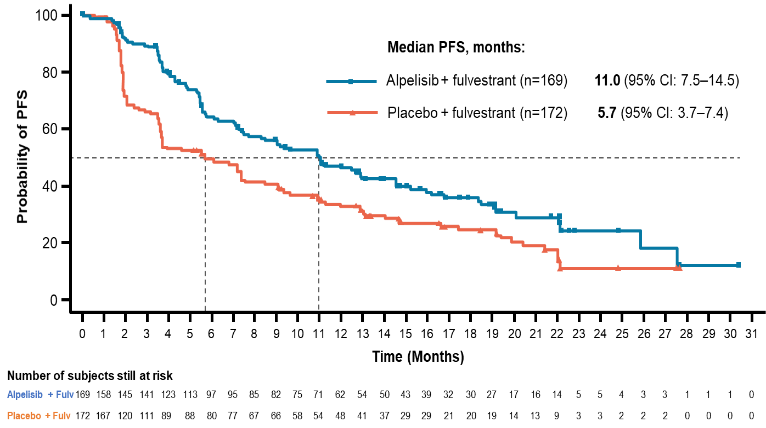 Median PFS, months:
Alpelisib + fulvestrant (n=169) 11.0 (95% CI: 7.5–14.5)
Placebo + fulvestrant (n=172) 5.7 (95% CI: 3.7–7.4)
Probability of PFS
100
80
60
40
20
0
0 1 2 3 4 5 6 7 8 9 10 11 12 13 14 15 16 17 18 19 20 21 22 23 24 25 26 27 28 29 30 31
Time (Months)
Number of subjects still at risk
Alpelisib + Fulv 169 158 145 141 123 113 97 95 85 82 75 71 62 54 50 43 39 32 30 27 17 16 14 5 5 4 3 3 1 1 1 0
Placebo + Fulv 172 167 120 111 89 88 80 77 67 66 58 54 48 41 37 29 29 21 20 19 14 13 9 3 3 2 2 2 0 0 0 0